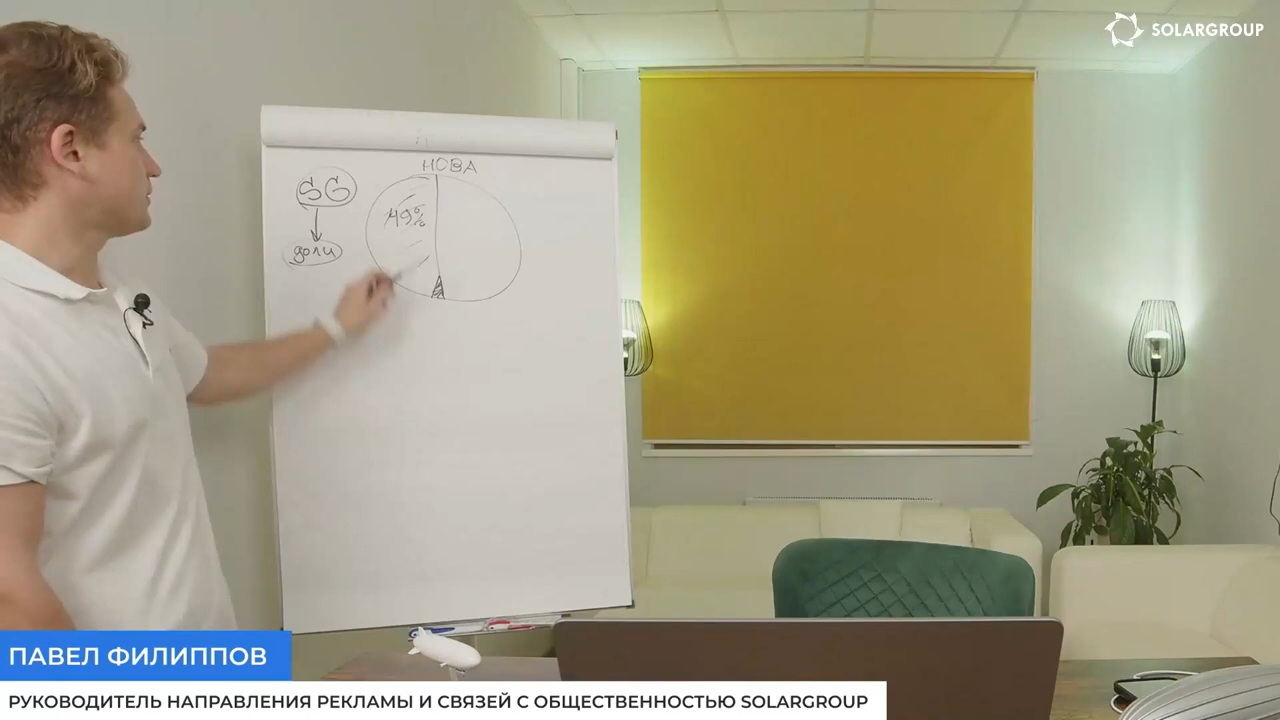 SOLARGROUP
НОВА
SG
49%
доли
ПАВЕЛ ФИЛИППОВ
РУКОВОДИТЕЛЬ НАПРАВЛЕНИЯ РЕКЛАМЫ И СВЯЗЕЙ С ОБЩЕСТВЕННОСТЬЮ SOLARGROUP